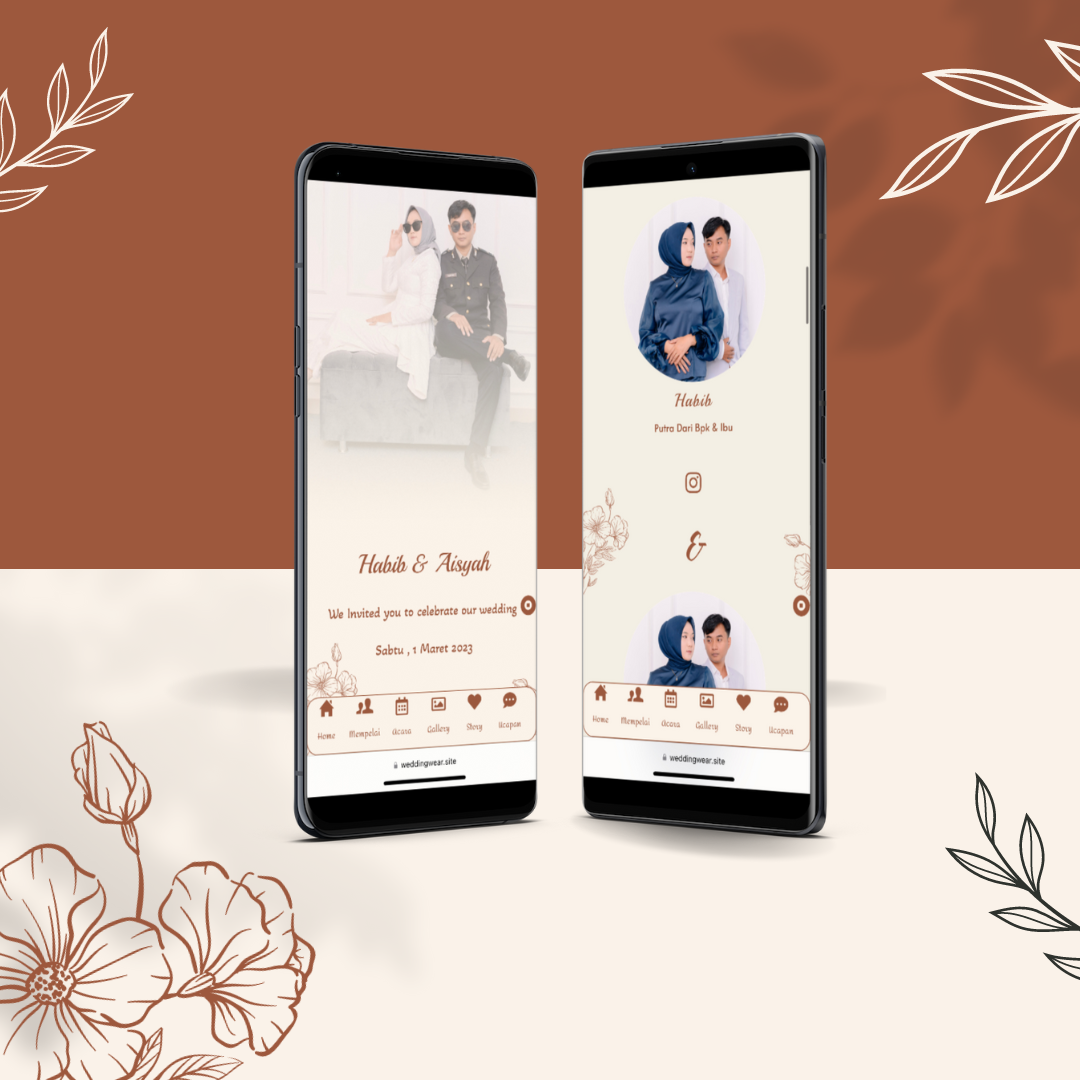 Habib & Aisyah
We Invited you to celebrate our wedding
Sabtu , 1 Maret 2023
Home Mempelai Acara Gallery Story Ucapan
weddingwear.site
Habib
Putra Dari Bpk & Ibu
&
Home Mempelai Acara Gallery Story Ucapan
weddingwear.site